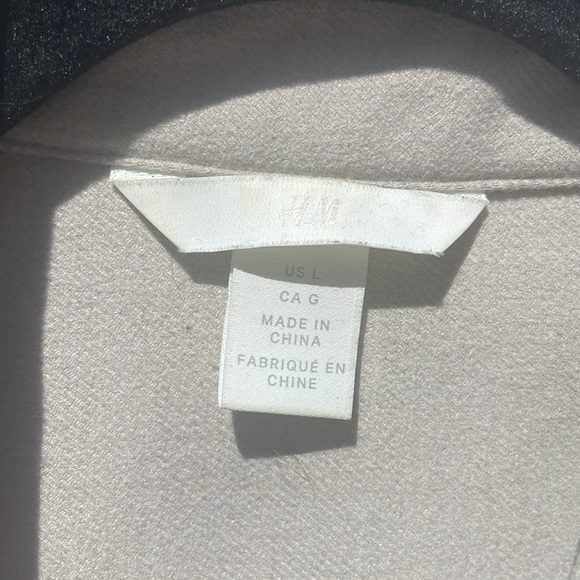 H&M
US L
CA G
MADE IN
CHINA
FABRIQUÉ EN
CHINE